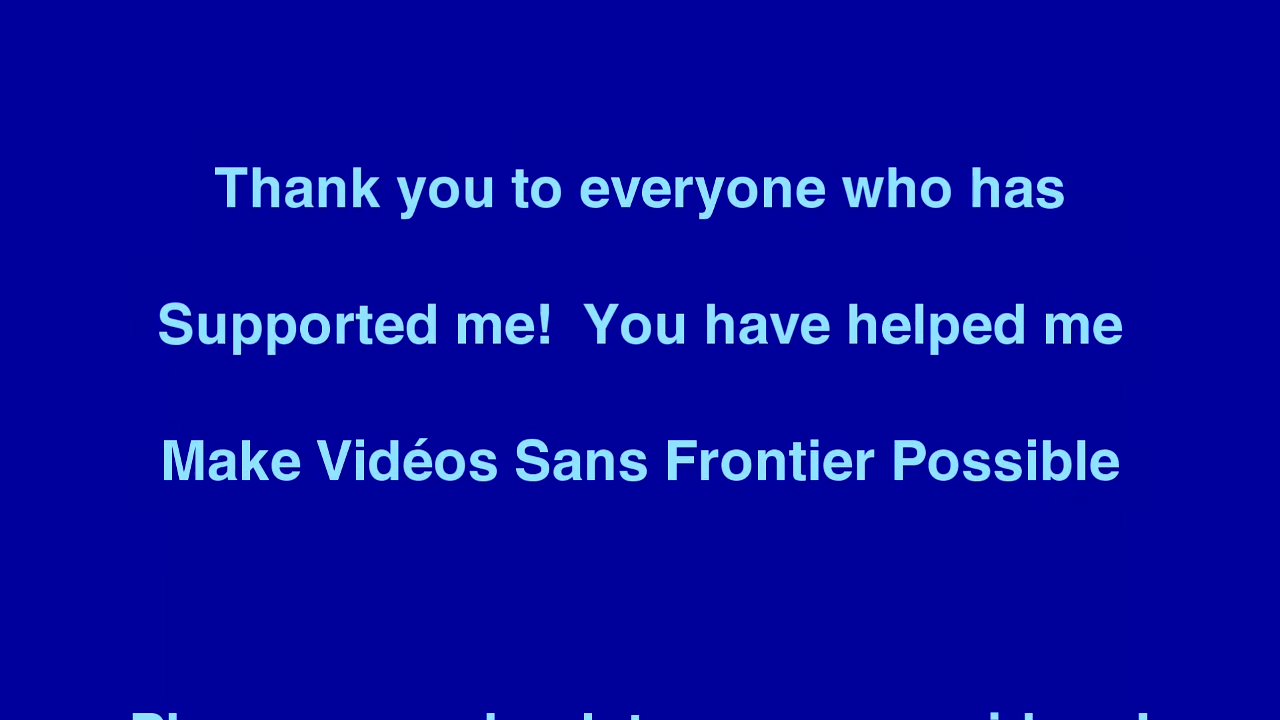 Thank you to everyone who has
Supported me!  You have helped me
Make Vidéos Sans Frontier Possible